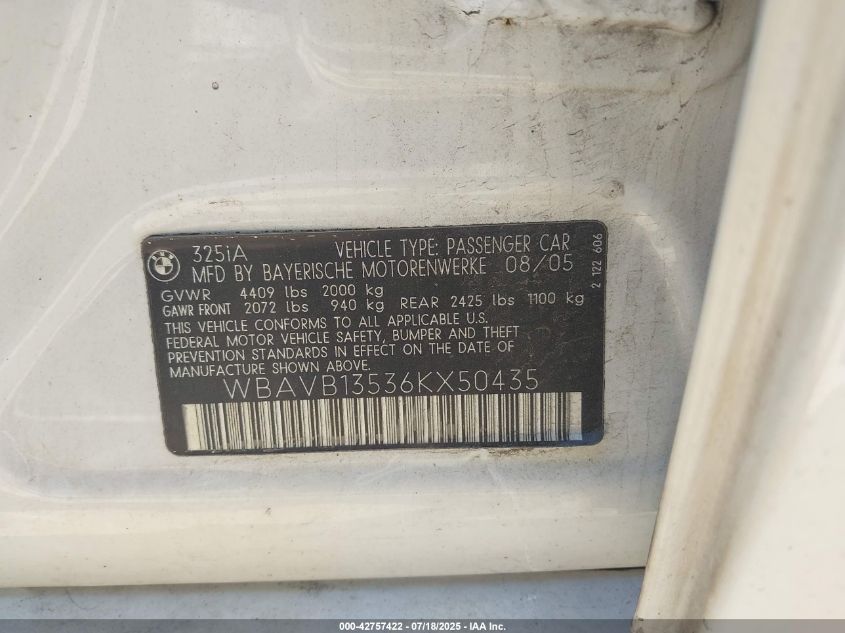 BMW
325iA VEHICLE TYPE: PASSENGER CAR
MFD BY BAYERISCHE MOTORENWERKE 08/05
GVWR 4409 lbs 2000 kg
GAWR FRONT 2072 lbs 940 kg REAR 2425 lbs 1100 kg
THIS VEHICLE CONFORMS TO ALL APPLICABLE U.S.
FEDERAL MOTOR VEHICLE SAFETY, BUMPER AND THEFT
PREVENTION STANDARDS IN EFFECT ON THE DATE OF
MANUFACTURE SHOWN ABOVE.
WBAVB13536KX50435
2 122 606
000-42757422 - 07/18/2025 - IAA Inc.